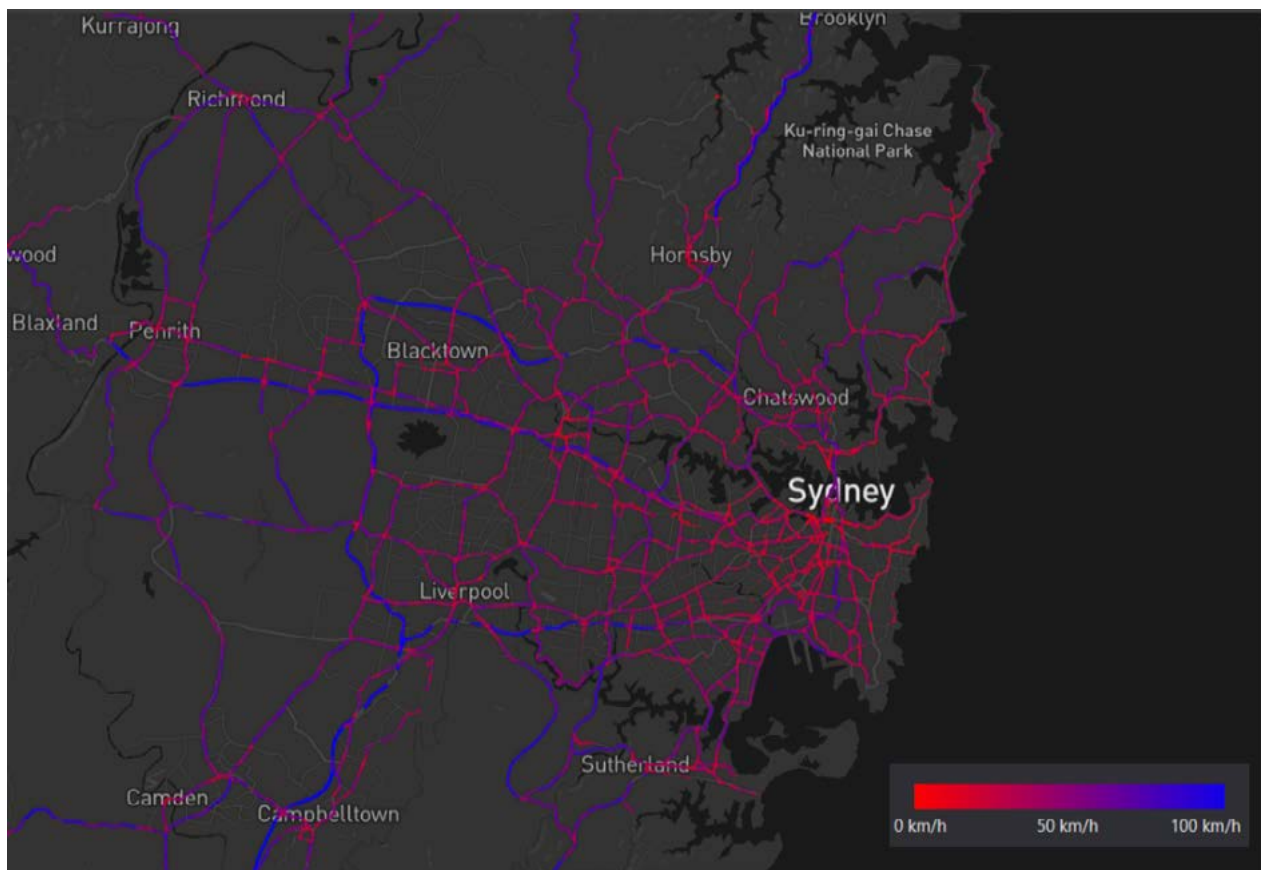 Brooklyn
Kurrajong
Richmond
Ku-ring-gai Chase
National Park
wood
Hornsby
Blaxland
Penrith
Blacktown
Chatswood
Sydney
Liverpool
Sutherland
Camden
Campbelltown
0 km/h
50 km/h
100 km/h